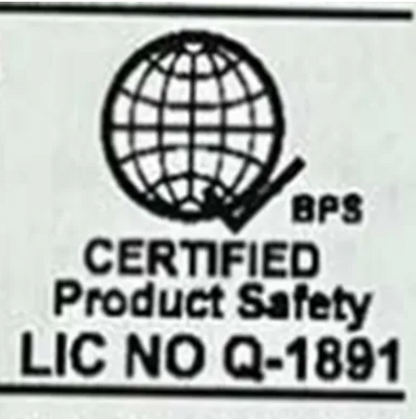 BPS
CERTIFIED
Product Safety
LIC NO Q-1891